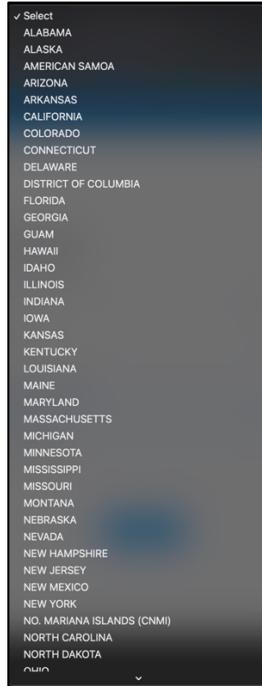 ✓ Select
ALABAMA
ALASKA
AMERICAN SAMOA
ARIZONA
ARKANSAS
CALIFORNIA
COLORADO
CONNECTICUT
DELAWARE
DISTRICT OF COLUMBIA
FLORIDA
GEORGIA
GUAM
HAWAII
IDAHO
ILLINOIS
INDIANA
IOWA
KANSAS
KENTUCKY
LOUISIANA
MAINE
MARYLAND
MASSACHUSETTS
MICHIGAN
MINNESOTA
MISSISSIPPI
MISSOURI
MONTANA
NEBRASKA
NEVADA
NEW HAMPSHIRE
NEW JERSEY
NEW MEXICO
NEW YORK
NO. MARIANA ISLANDS (CNMI)
NORTH CAROLINA
NORTH DAKOTA
OHIO